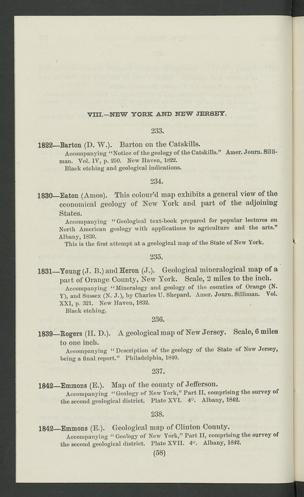 VIII.—NEW YORK AND NEW JERSEY.
233.
1822—Barton (D. W.). Barton on the Catskills.
Accompanying "Notice of the geology of the Catskills." Amer. Journ. Silli-
man. Vol. IV, p. 250. New Haven, 1822.
Black etching and geological indications.
234.
1830—Eaton (Amos). This colour'd map exhibits a general view of the
economical geology of New York and part of the adjoining
States.
Accompanying "Geological text-book prepared for popular lectures on
North American geology with applications to agriculture and the arts."
Albany, 1830.
This is the first attempt at a geological map of the State of New York.
235.
1831—Young (J. B.) and Heron (J.). Geological mineralogical map of a
part of Orange County, New York. Scale, 2 miles to the inch.
Accompanying "Mineralogy and geology of the counties of Orange (N.
Y), and Sussex (N. J.), by Charles U. Shepard. Amer. Journ. Silliman. Vol.
XXI, p. 321. New Haven, 1832.
Black etching.
236.
1839—Rogers (H. D.). A geological map of New Jersey. Scale, 6 miles
to one inch.
Accompanying "Description of the geology of the State of New Jersey,
being a final report." Philadelphia, 1840.
237.
1842—Emmons (E.). Map of the county of Jefferson.
Accompanying "Geology of New York," Part II, comprising the survey of
the second geological district. Plate XVI. 4°. Albany, 1842.
238.
1842—Emmons (E.). Geological map of Clinton County.
Accompanying "Geology of New York," Part II, comprising the survey of
the second geological district. Plate XVII. 4°. Albany, 1842.
(58)